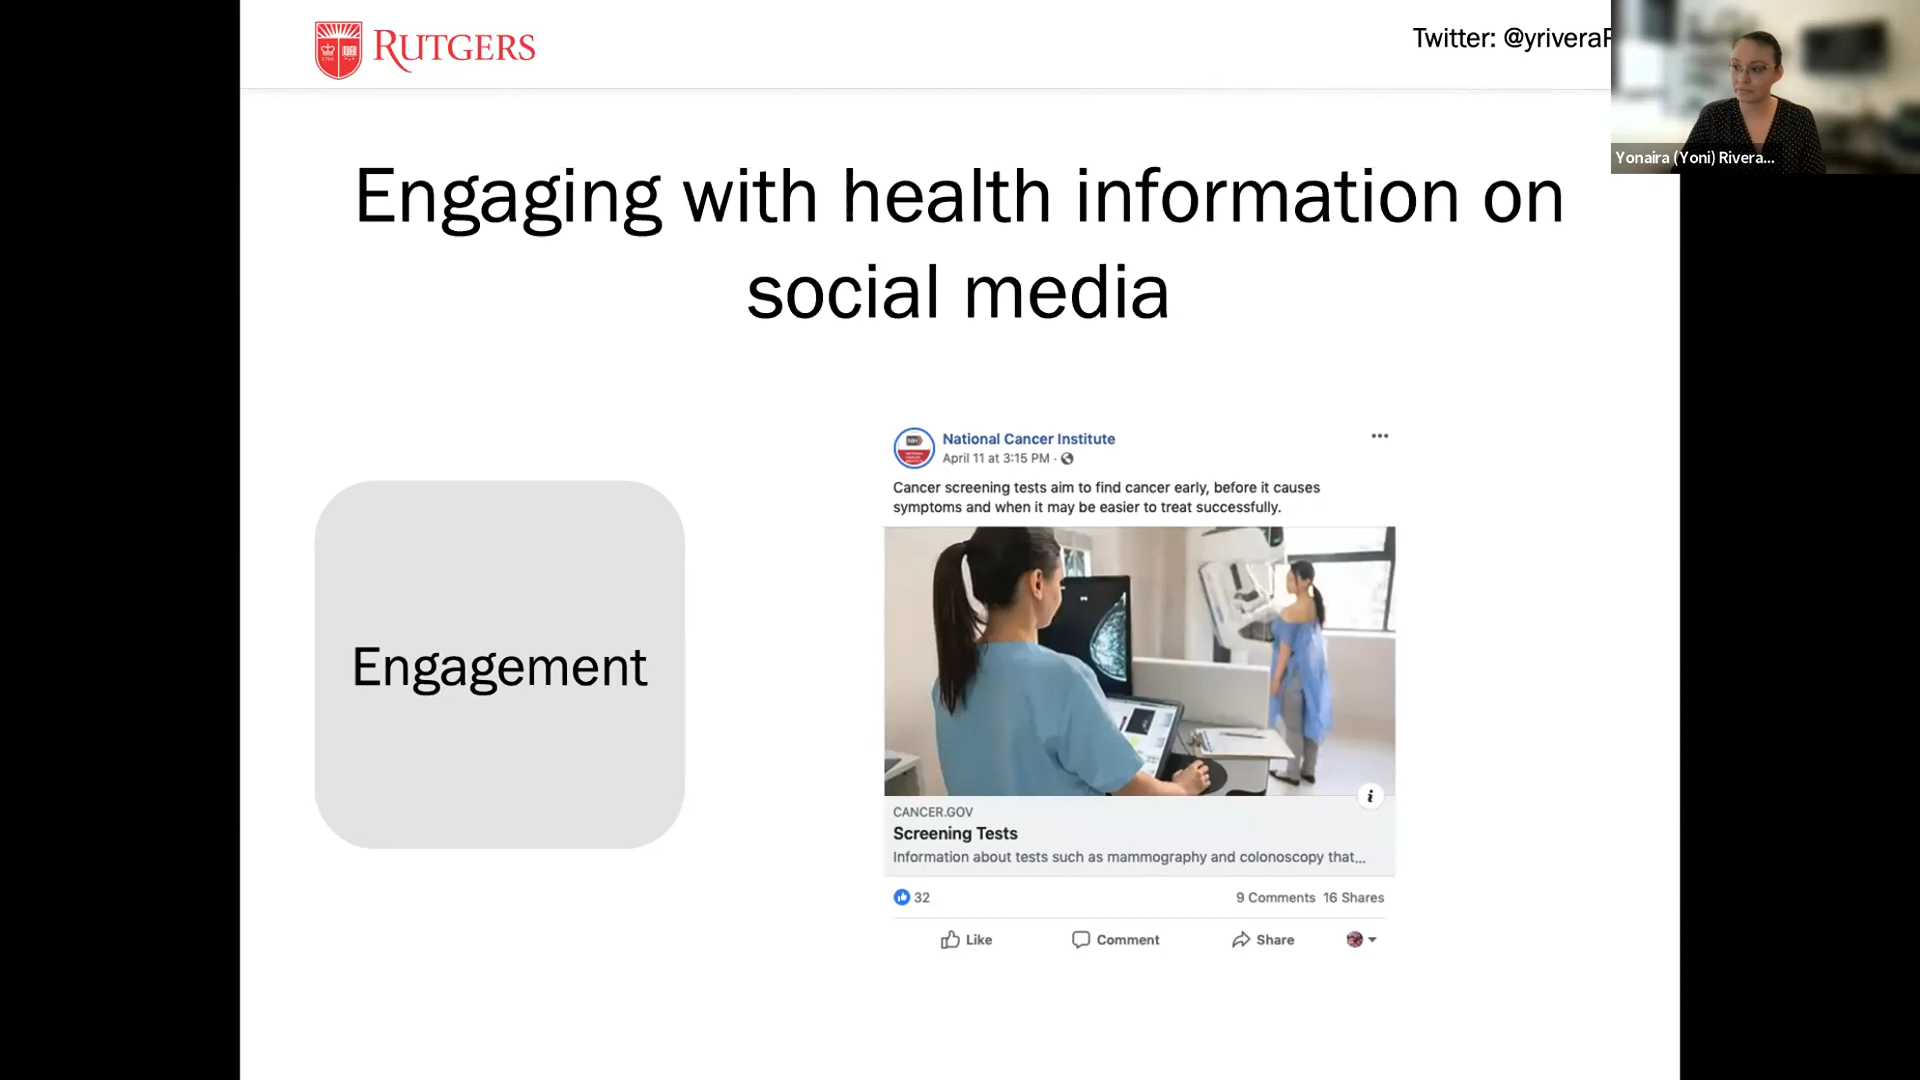 RUTGERS
Twitter: @yrivera
Yonaira (Yoni) Rivera...
Engaging with health information on
social media
Engagement
National Cancer Institute
April 11 at 3:15 PM ·
Cancer screening tests aim to find cancer early, before it causes
symptoms and when it may be easier to treat successfully.
CANCER.GOV
Screening Tests
Information about tests such as mammography and colonoscopy that...
32
9 Comments 16 Shares
Like
Comment
Share